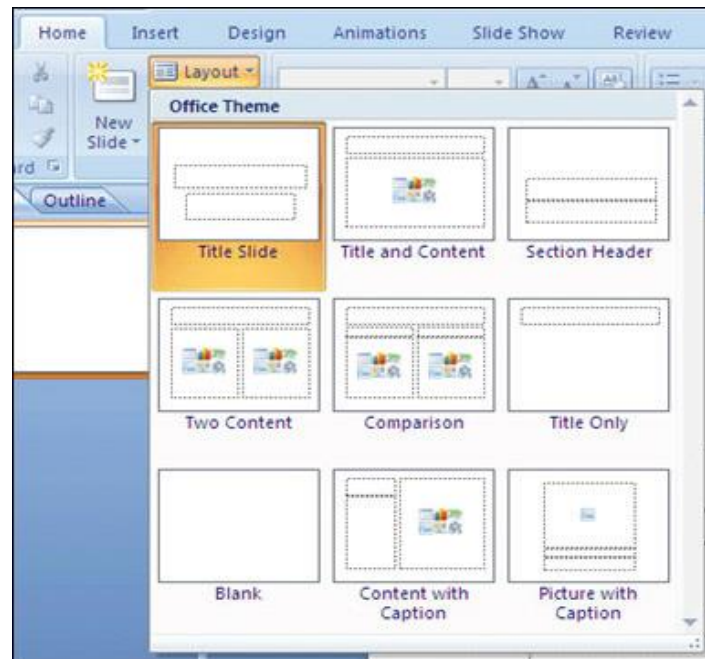 Home Insert Design Animations Slide Show Review
Layout
New
Slide
Office Theme
Outline
Title Slide Title and Content Section Header
Two Content Comparison Title Only
Blank Content with Caption Picture with Caption